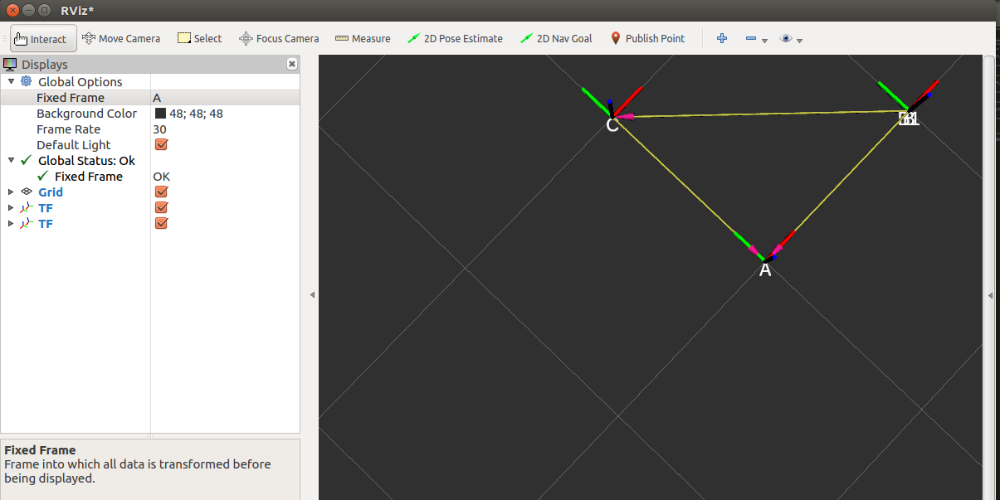 RViz*
Interact Move Camera Select Focus Camera Measure 2D Pose Estimate 2D Nav Goal Publish Point
Displays
Global Options
Fixed Frame A
Background Color 48; 48; 48
Frame Rate 30
Default Light
Global Status: Ok
Fixed Frame OK
Grid
TF
TF
Fixed Frame
Frame into which all data is transformed before
being displayed.
C
A